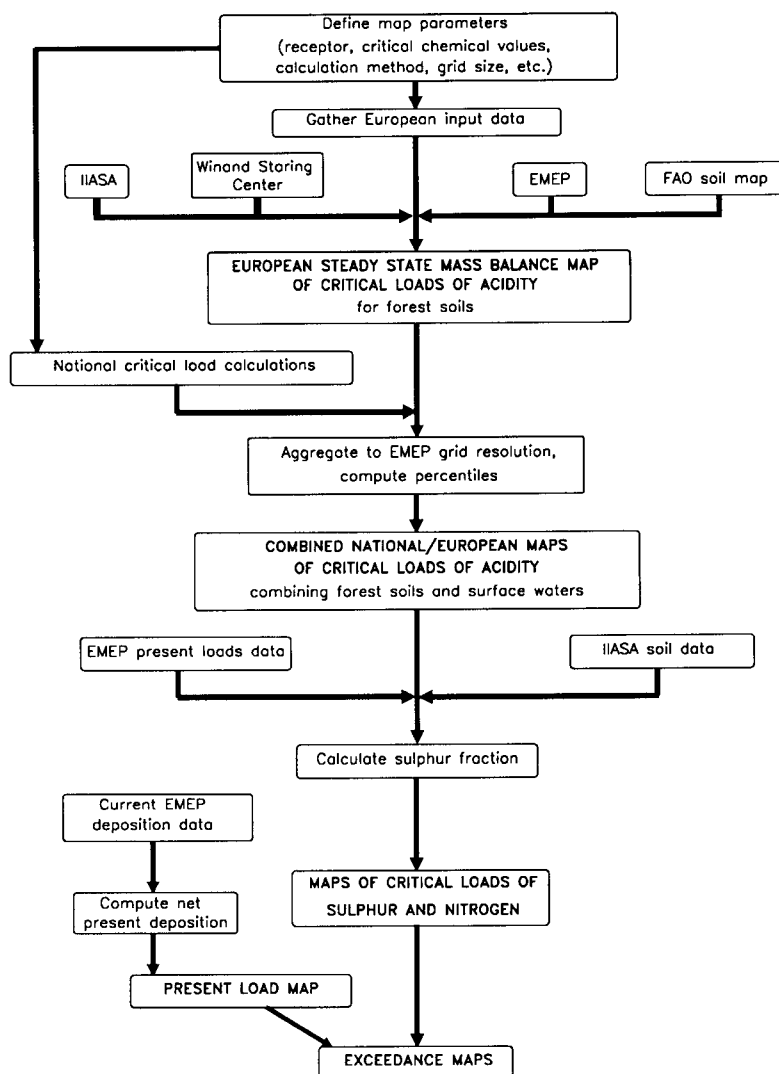 Define map parameters
(receptor, critical chemical values,
calculation method, grid size, etc.)
Gather European input data
IIASA
Winand Staring
Center
EMEP
FAO soil map
EUROPEAN STEADY STATE MASS BALANCE MAP
OF CRITICAL LOADS OF ACIDITY
for forest soils
National critical load calculations
Aggregate to EMEP grid resolution,
compute percentiles
COMBINED NATIONAL/EUROPEAN MAPS
OF CRITICAL LOADS OF ACIDITY
combining forest soils and surface waters
EMEP present loads data
IIASA soil data
Calculate sulphur fraction
Current EMEP
deposition data
Compute net
present deposition
MAPS OF CRITICAL LOADS OF
SULPHUR AND NITROGEN
PRESENT LOAD MAP
EXCEEDANCE MAPS